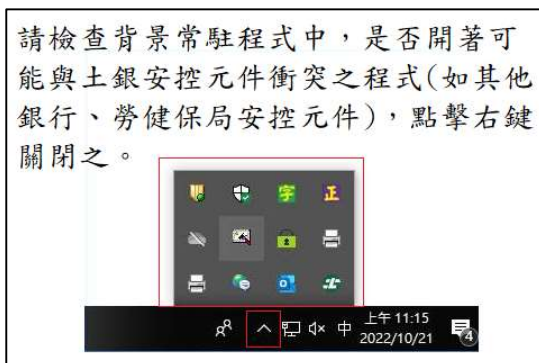 請檢查背景常駐程式中，是否開著可
能與土銀安控元件衝突之程式(如其他
銀行、勞健保局安控元件)，點擊右鍵
關閉之。
字 正
中 上午 11:15
2022/10/21 4